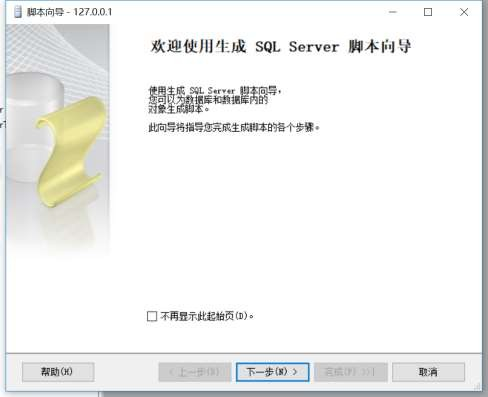 脚本向导 - 127.0.0.1
欢迎使用生成 SQL Server 脚本向导
使用生成 SQL Server 脚本向导，
您可以为数据库和数据库内的
对象生成脚本。
此向导将指导您完成生成脚本的各个步骤。
不再显示此起始页(D)。
帮助(H)
< 上一步(B)
下一步(N) >
完成(F) >>|
取消